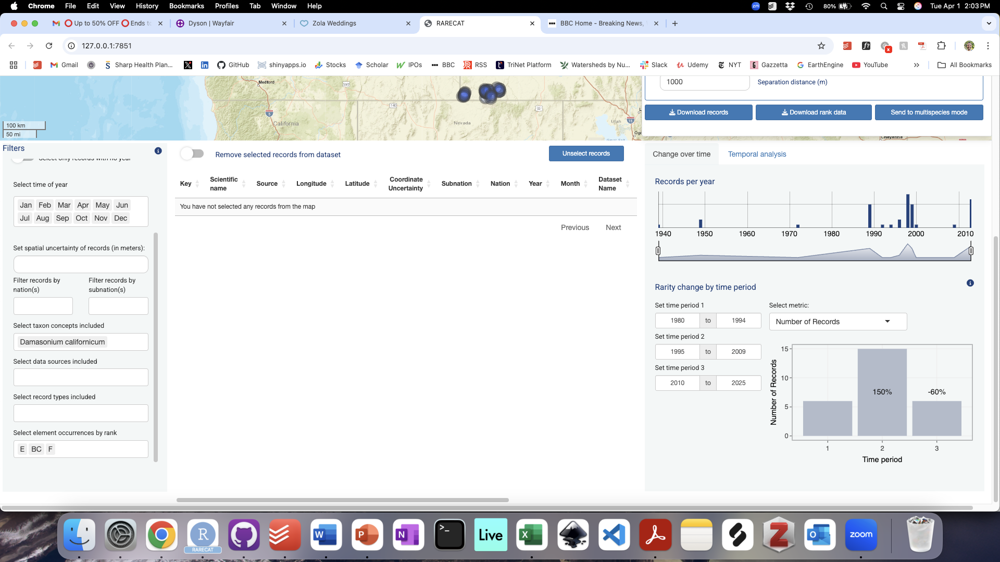 Chrome File Edit View History Bookmarks Profiles Tab Window Help
zm 80% Tue Apr 1 2:03 PM
Up to 50% OFF Ends to
Dyson | Wayfair
Zola Weddings
RARECAT
BBC Home - Breaking News,
127.0.0.1:7851
Gmail
Sharp Health Plan...
GitHub
shinyapps.io
Stocks
Scholar
IPOs
BBC
RSS
TriNet Platform
Watersheds by Nu...
Slack
Udemy
NYT
Gazzetta
EarthEngine
YouTube
All Bookmarks
Medford
395
140
93
5
15
California
Nevada
Utah
Cheyenne
100 km
50 mi
1000 Separation distance (m)
Download records
Download rank data
Send to multispecies mode
Filters
Select only records with no year
Select time of year
Jan Feb Mar Apr May Jun
Jul Aug Sep Oct Nov Dec
Set spatial uncertainty of records (in meters):
Filter records by nation(s)
Filter records by subnation(s)
Select taxon concepts included
Damasonium californicum
Select data sources included
Select record types included
Select element occurrences by rank
E BC F
Remove selected records from dataset
Unselect records
Key Scientific name Source Longitude Latitude Coordinate Uncertainty Subnation Nation Year Month Dataset Name
You have not selected any records from the map
Previous Next
Change over time
Temporal analysis
Records per year
1940 1950 1960 1970 1980 1990 2000 2010
Rarity change by time period
Set time period 1
1980 to 1994
Set time period 2
1995 to 2009
Set time period 3
2010 to 2025
Select metric:
Number of Records
Number of Records
15
10
5
0
150%
-60%
1 2 3
Time period
R
RARECAT
W
P
N
>_
Live
X
Z
O
zoom